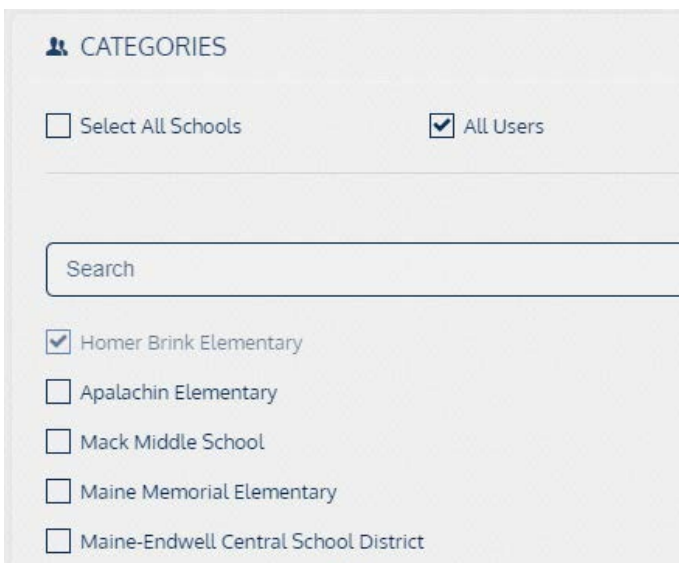 CATEGORIES
Select All Schools All Users
Search
Homer Brink Elementary
Apalachin Elementary
Mack Middle School
Maine Memorial Elementary
Maine-Endwell Central School District